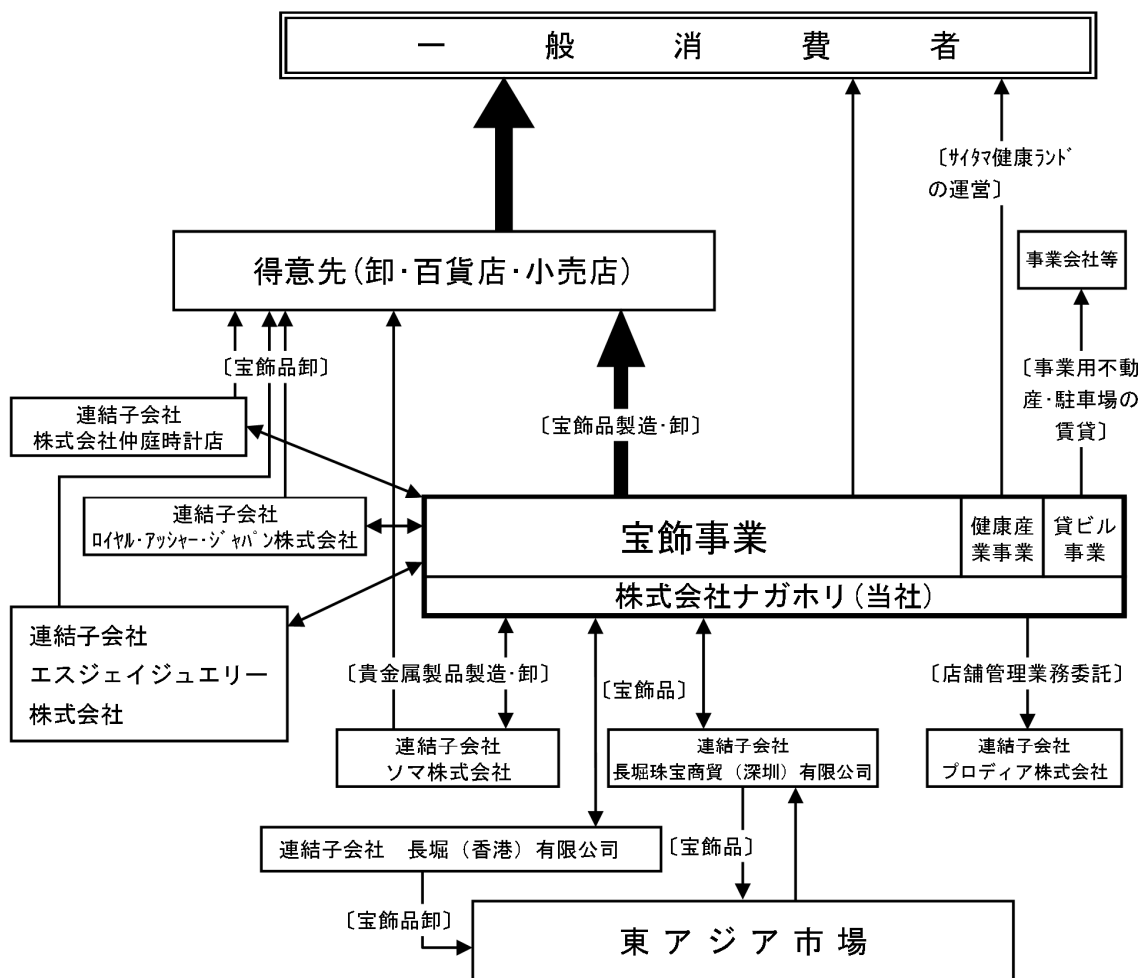 一般消費者
〔ｻｲﾀﾏ健康ﾗﾝﾄﾞ
の運営〕
得意先(卸・百貨店・小売店)
事業会社等
〔宝飾品卸〕
〔事業用不動
産・駐車場の
賃貸〕
連結子会社
株式会社仲庭時計店
〔宝飾品製造・卸〕
連結子会社
ﾛｲﾔﾙ・ｱｯｼｬｰ・ｼﾞｬﾊﾟﾝ株式会社
宝飾事業
健康産
業事業
貸ビル
事業
株式会社ナガホリ(当社)
連結子会社
エスジェイジュエリー
株式会社
〔貴金属製品製造・卸〕
〔宝飾品〕
〔店舗管理業務委託〕
連結子会社
ソマ株式会社
連結子会社
長堀珠宝商貿（深圳）有限公司
連結子会社
プロディア株式会社
連結子会社　長堀（香港）有限公司
〔宝飾品〕
〔宝飾品卸〕
東アジア市場